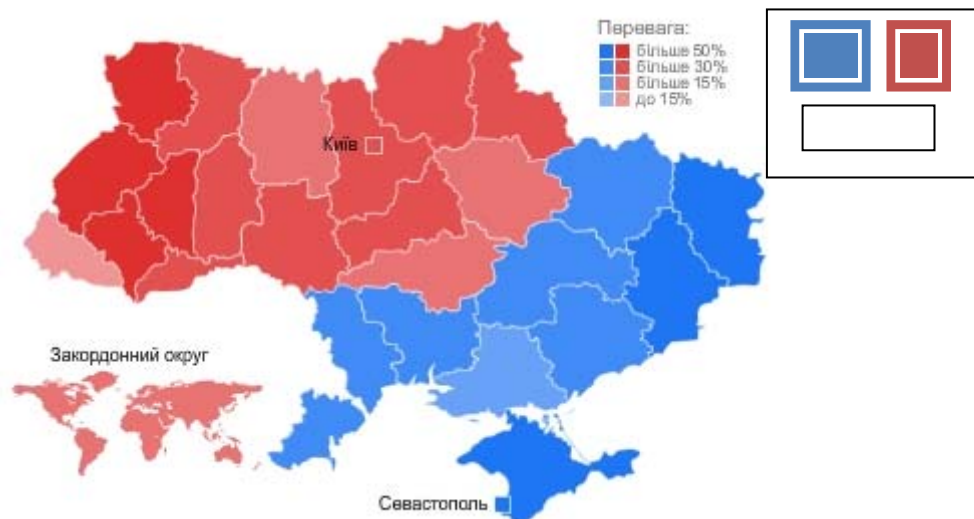 Перевага:
більше 50%
більше 30%
більше 15%
до 15%
Київ
Закордонний округ
Севастополь